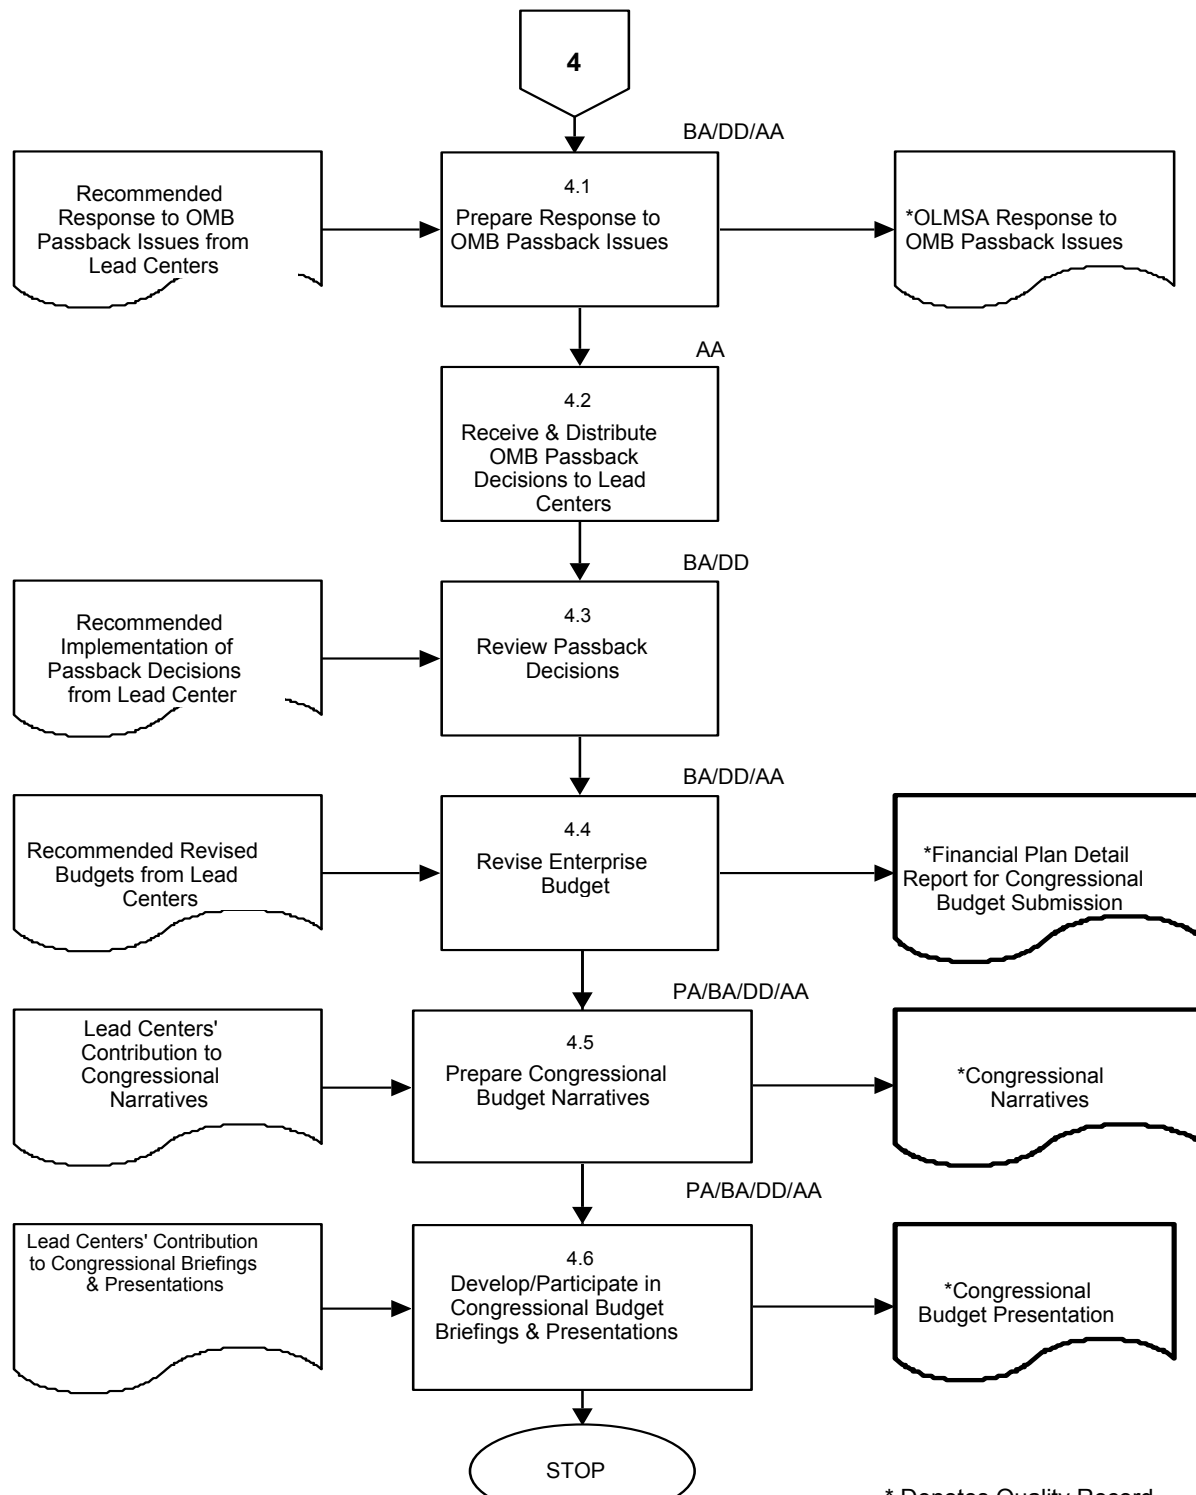 4
BA/DD/AA
Recommended
Response to OMB
Passback Issues from
Lead Centers
4.1
Prepare Response to
OMB Passback Issues
*OLMSA Response to
OMB Passback Issues
AA
4.2
Receive & Distribute
OMB Passback
Decisions to Lead
Centers
BA/DD
Recommended
Implementation of
Passback Decisions
from Lead Center
4.3
Review Passback
Decisions
BA/DD/AA
Recommended Revised
Budgets from Lead
Centers
4.4
Revise Enterprise
Budget
*Financial Plan Detail
Report for Congressional
Budget Submission
PA/BA/DD/AA
Lead Centers'
Contribution to
Congressional
Narratives
4.5
Prepare Congressional
Budget Narratives
*Congressional
Narratives
PA/BA/DD/AA
Lead Centers' Contribution
to Congressional Briefings
& Presentations
4.6
Develop/Participate in
Congressional Budget
Briefings & Presentations
*Congressional
Budget Presentation
STOP
* Denotes Quality Record